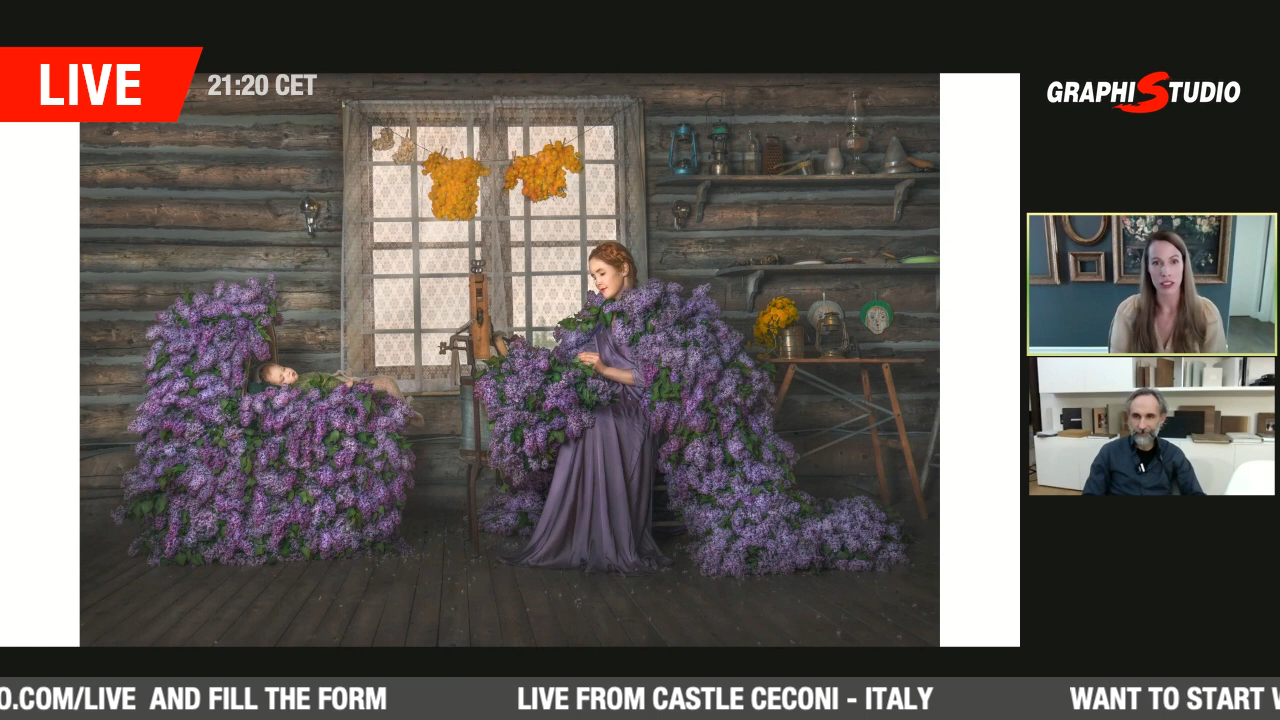 LIVE
21:20 CET
GRAPHISTUDIO
O.COM/LIVE AND FILL THE FORM LIVE FROM CASTLE CECONI - ITALY WANT TO START